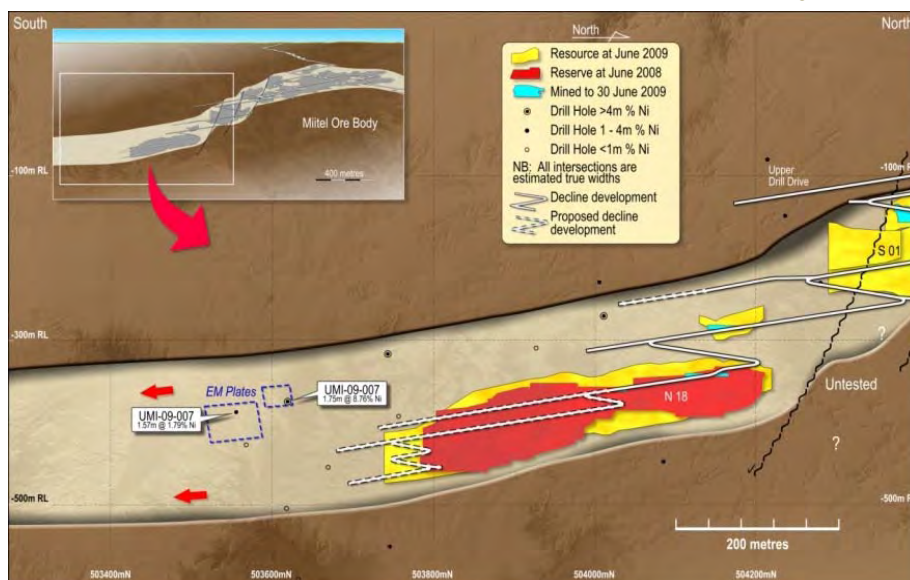 South
North
North
Resource at June 2009
Reserve at June 2008
Mined to 30 June 2009
Drill Hole >4m % Ni
Drill Hole 1 - 4m % Ni
Drill Hole <1m % Ni
NB: All intersections are
estimated true widths
Decline development
Proposed decline
development
Miitel Ore Body
400 metres
-100m RL
-100m RL
Upper
Drill Drive
S 01
-300m RL
-300m RL
?
EM Plates
UMI-09-007
1.75m @ 8.76% Ni
UMI-09-007
1.57m @ 1.79% Ni
N 18
Untested
?
-500m RL
-500m RL
200 metres
503400mN
503600mN
503800mN
504000mN
504200mN